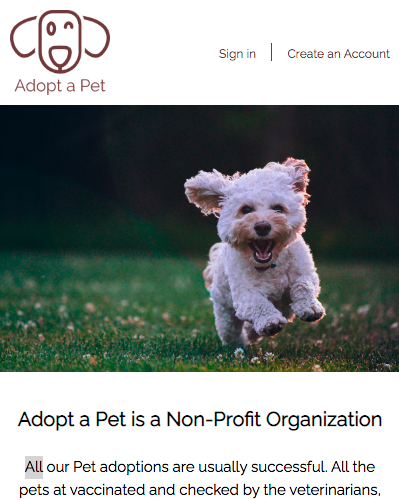 Adopt a Pet
Sign in | Create an Account
Adopt a Pet is a Non-Profit Organization
All our Pet adoptions are usually successful. All the
pets at vaccinated and checked by the veterinarians,